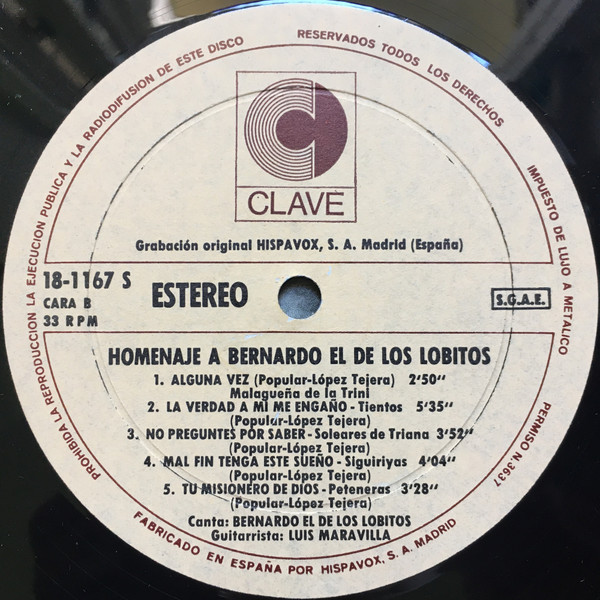 PROHIBIDA LA REPRODUCCION LA EJECUCION PUBLICA Y LA RADIODIFUSION DE ESTE DISCO
RESERVADOS TODOS LOS DERECHOS
IMPUESTO DE LUJO A METALICO
PERMISO N. 3637
CLAVE
Grabación original HISPAVOX, S. A. Madrid (España)
18-1167 S
CARA B
33 RPM
ESTEREO
S.G.A.E.
HOMENAJE A BERNARDO EL DE LOS LOBITOS
1. ALGUNA VEZ (Popular-López Tejera) 2'50''
Malagueña de la Trini
2. LA VERDAD A MI ME ENGAÑO - Tientos 5'35''
(Popular-López Tejera)
3. NO PREGUNTES POR SABER - Soleares de Triana 3'52''
(Popular-López Tejera)
4. MAL FIN TENGA ESTE SUEÑO - Siguiriyas 4'04''
(Popular-López Tejera)
5. TU MISIONERO DE DIOS - Peteneras 3'28''
(Popular-López Tejera)
Canta: BERNARDO EL DE LOS LOBITOS
Guitarrista: LUIS MARAVILLA
FABRICADO EN ESPAÑA POR HISPAVOX, S. A. MADRID